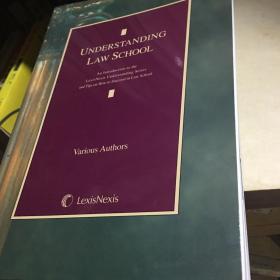 UNDERSTANDING
LAW SCHOOL
An Introduction to the
LexisNexis Understanding Series
and Tips on How to Succeed in Law School
Various Authors
LexisNexis